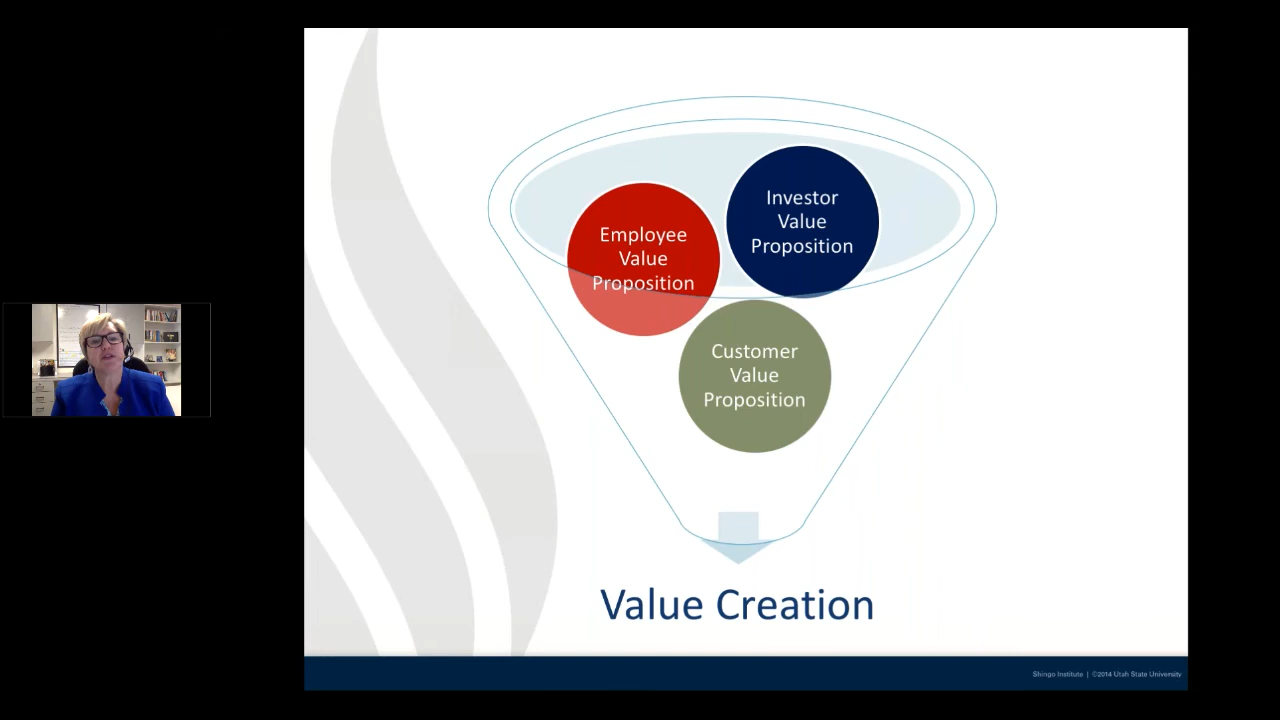 Investor
Value
Proposition
Employee
Value
Proposition
Customer
Value
Proposition
Value Creation
Shingo Institute | ©2014 Utah State University